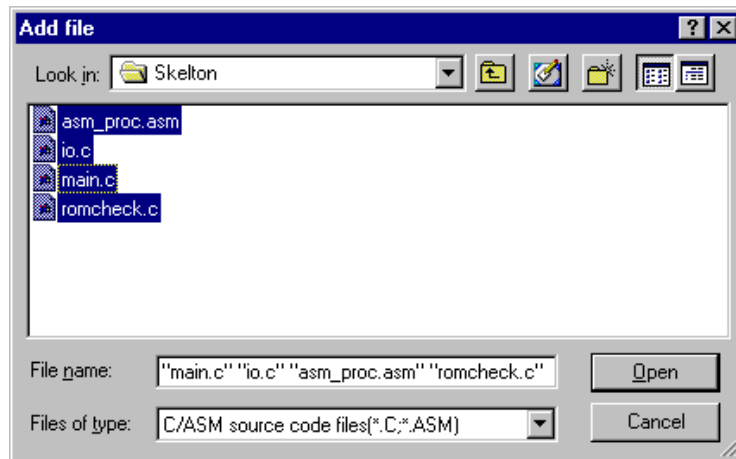 Add file
Look in: Skelton
asm_proc.asm
io.c
main.c
romcheck.c
File name: "main.c" "io.c" "asm_proc.asm" "romcheck.c" Open
Files of type: C/ASM source code files(*.C;*.ASM) Cancel